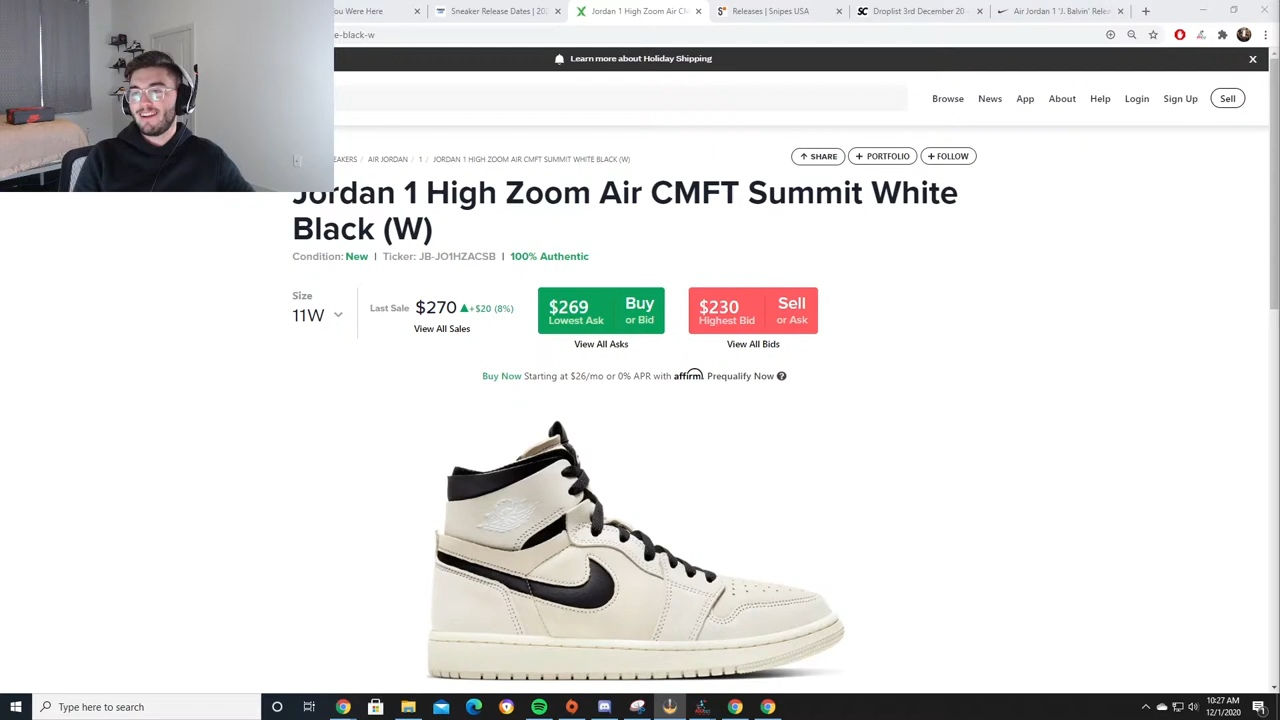 ou Were Here
Sneaker Release Dates | 202
Jordan 1 High Zoom Air CMFT S
Releases | Snipes USA
Droplist 3rd December 20 -
Air Jordan 1 'J. Balvin' Releas
e-black-w
Learn more about Holiday Shipping
Browse News App About Help Login Sign Up Sell
EAKERS / AIR JORDAN / 1 / JORDAN 1 HIGH ZOOM AIR CMFT SUMMIT WHITE BLACK (W)
SHARE + PORTFOLIO + FOLLOW
Jordan 1 High Zoom Air CMFT Summit White
Black (W)
Condition: New | Ticker: JB-JO1HZACSB | 100% Authentic
Size
11W
Last Sale $270 +$20 (8%)
View All Sales
$269 Buy
Lowest Ask or Bid
View All Asks
$230 Sell
Highest Bid or Ask
View All Bids
Buy Now Starting at $26/mo or 0% APR with affirm. Prequalify Now
Type here to search
10:27 AM
12/1/2020